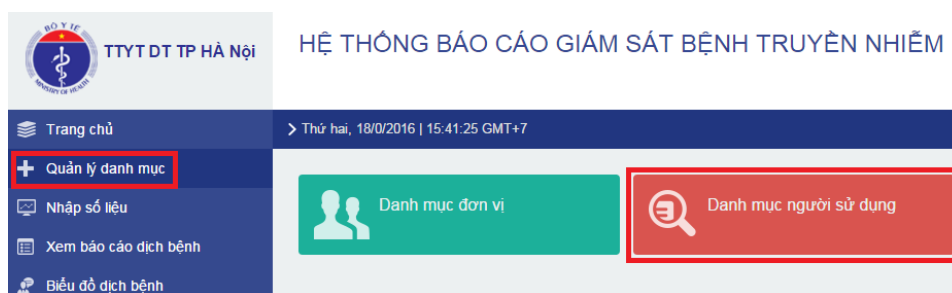 BỘ Y TẾ
MINISTRY OF HEALTH
TTYT DT TP HÀ Nội
HỆ THỐNG BÁO CÁO GIÁM SÁT BỆNH TRUYỀN NHIỄM
Trang chủ
Thứ hai, 18/0/2016 | 15:41:25 GMT+7
Quản lý danh mục
Nhập số liệu
Xem báo cáo dịch bệnh
Biểu đồ dịch bệnh
Danh mục đơn vị
Danh mục người sử dụng